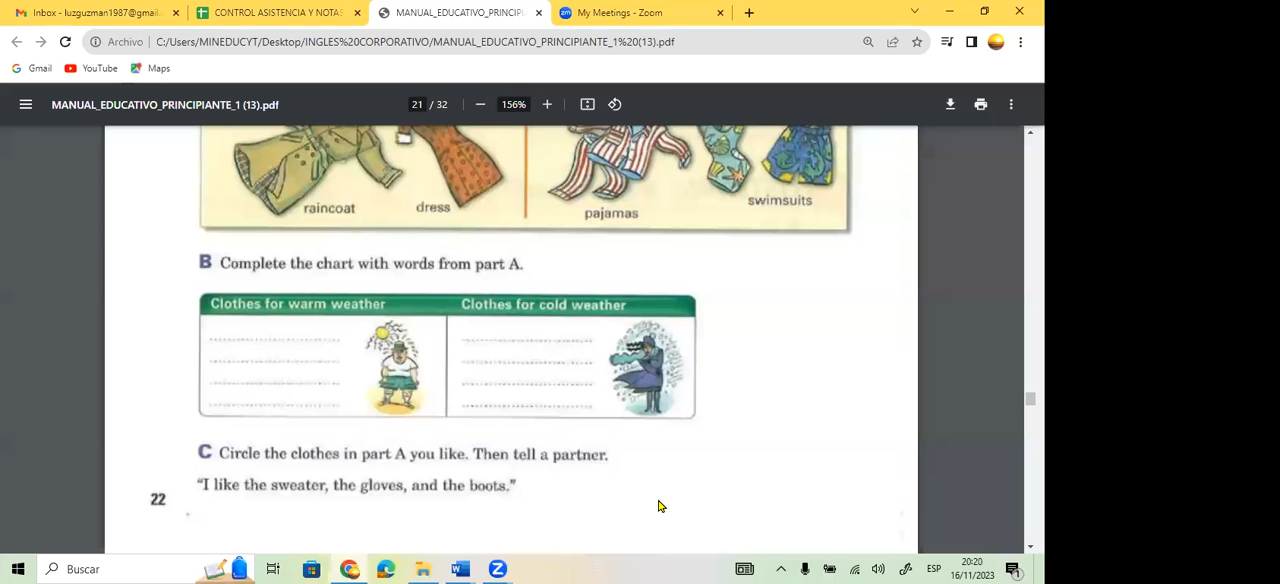 Inbox - luzguzman1987@gmail.
CONTROL ASISTENCIA Y NOTAS
MANUAL_EDUCATIVO_PRINCIPI
My Meetings - Zoom
Archivo
C:/Users/MINEDUCYT/Desktop/INGLES%20CORPORATIVO/MANUAL_EDUCATIVO_PRINCIPIANTE_1%20(13).pdf
Gmail
YouTube
Maps
MANUAL_EDUCATIVO_PRINCIPIANTE_1 (13).pdf
21 / 32
156%
raincoat
dress
pajamas
swimsuits
B Complete the chart with words from part A.
Clothes for warm weather
Clothes for cold weather
C Circle the clothes in part A you like. Then tell a partner.
"I like the sweater, the gloves, and the boots."
22
Buscar
ESP
20:20
16/11/2023
1